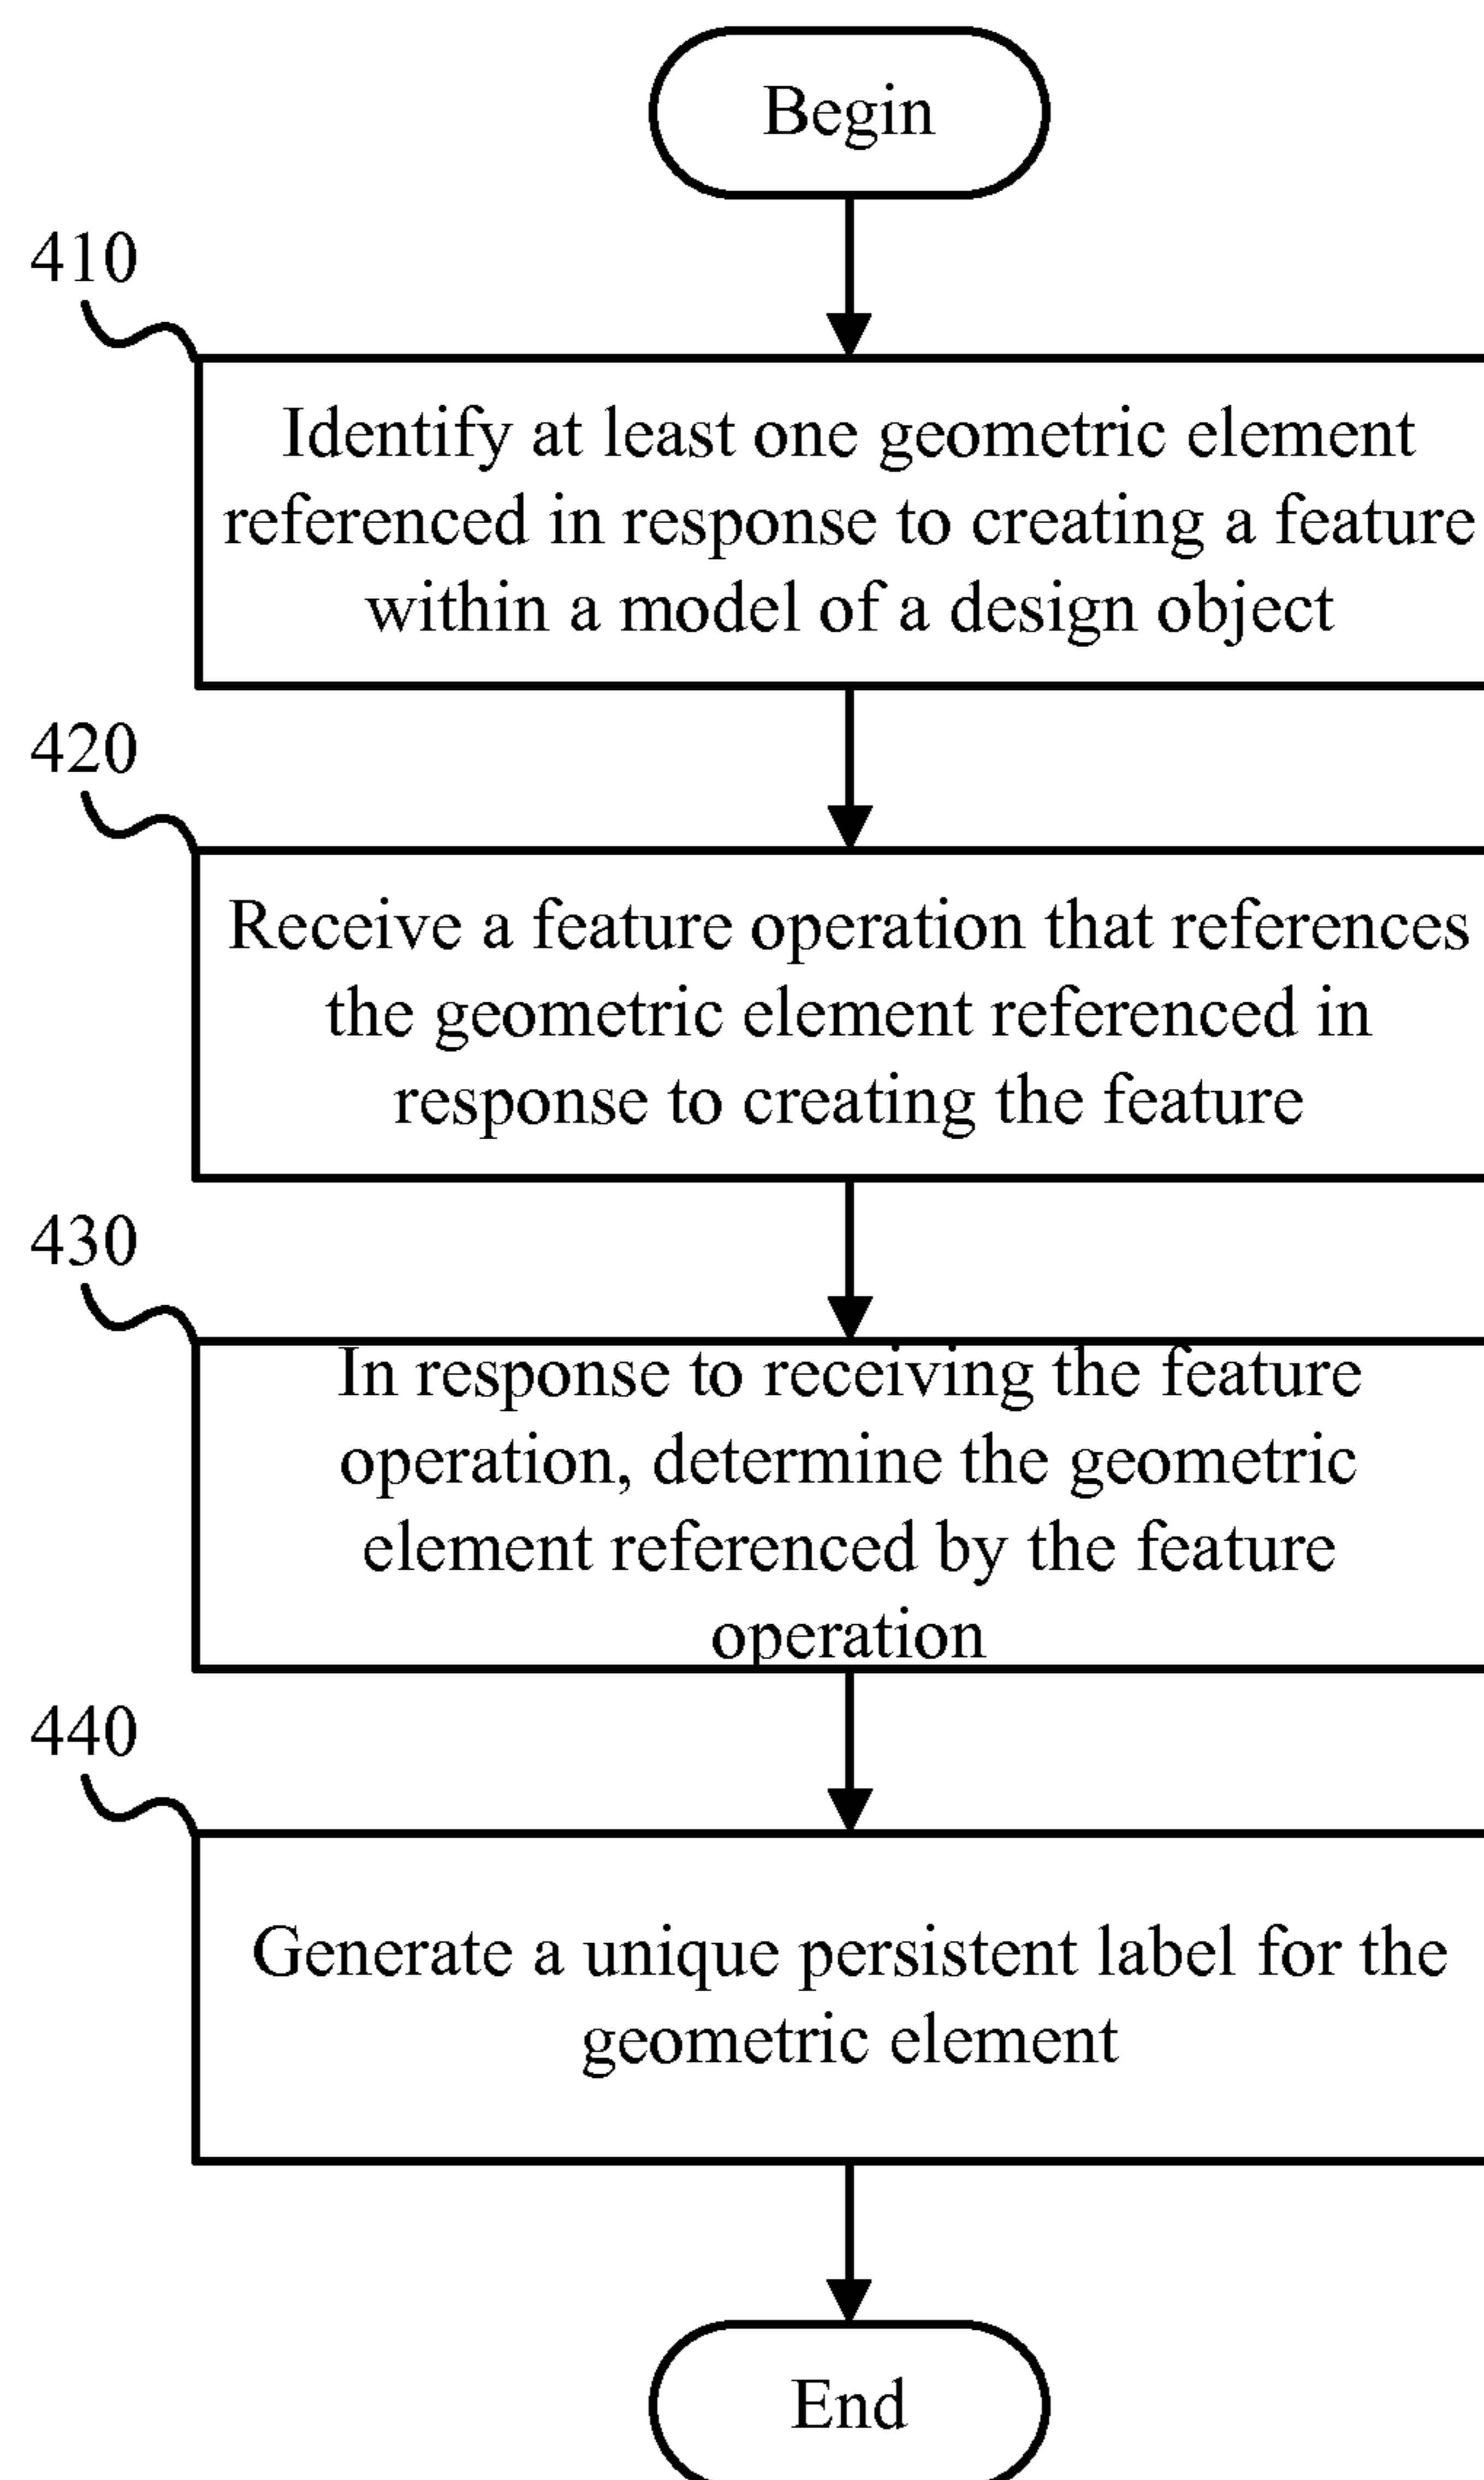 Begin
410
Identify at least one geometric element
referenced in response to creating a feature
within a model of a design object
420
Receive a feature operation that references
the geometric element referenced in
response to creating the feature
430
In response to receiving the feature
operation, determine the geometric
element referenced by the feature
operation
440
Generate a unique persistent label for the
geometric element
End